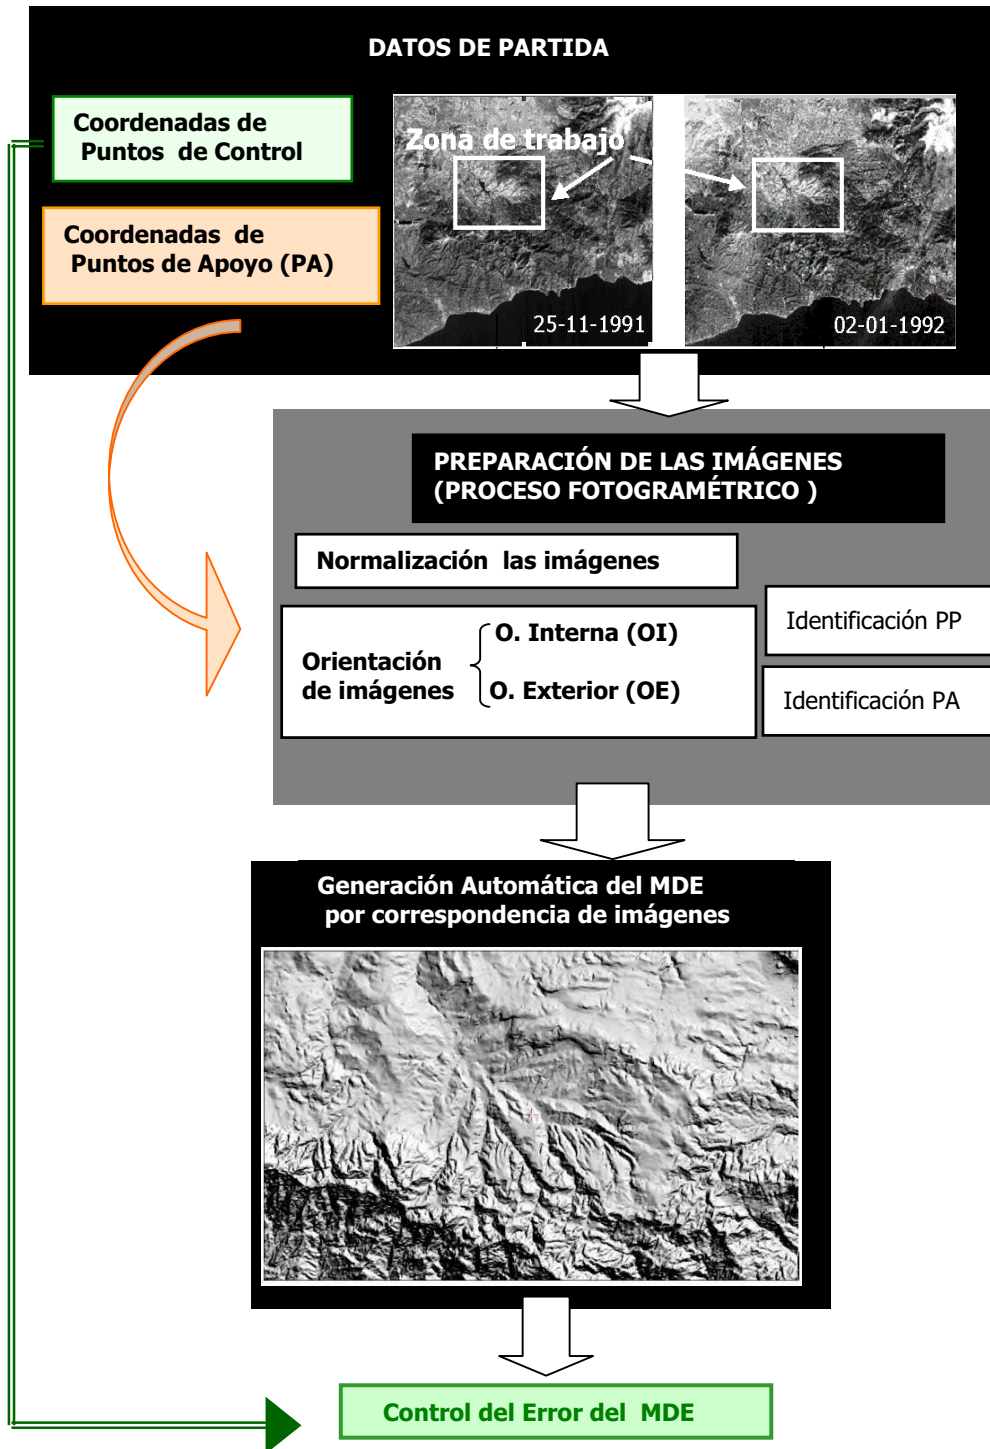 DATOS DE PARTIDA
Coordenadas de
Puntos de Control
Coordenadas de
Puntos de Apoyo (PA)
Zona de trabajo
25-11-1991
02-01-1992
PREPARACIÓN DE LAS IMÁGENES
(PROCESO FOTOGRAMÉTRICO )
Normalización las imágenes
Orientación
de imágenes
O. Interna (OI)
O. Exterior (OE)
Identificación PP
Identificación PA
Generación Automática del MDE
por correspondencia de imágenes
Control del Error del MDE